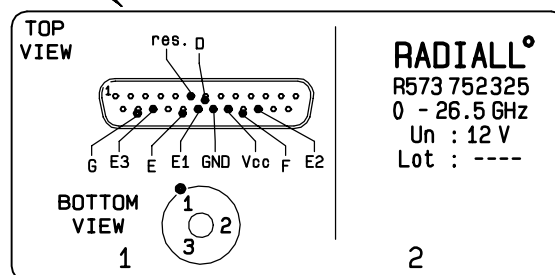 TOP
VIEW
res. D
1
G E3 E E1 GND Vcc F E2
BOTTOM
VIEW
1
2
3
1
RADIALL°
R573 752325
0 - 26.5 GHz
Un : 12 V
Lot : ----
2